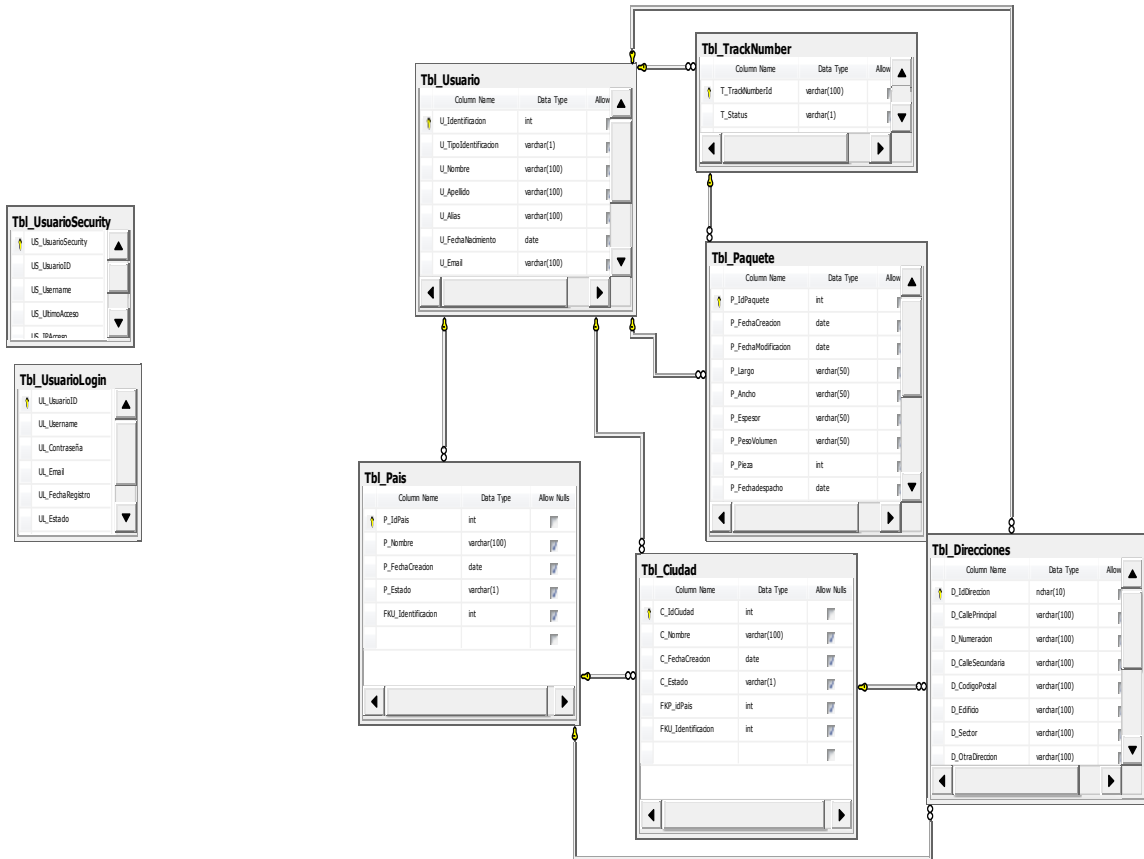 Tbl_TrackNumber
Column Name Data Type Allow
T_TrackNumberId varchar(100)
T_Status varchar(1)
Tbl_Usuario
Column Name Data Type Allow
U_Identificacion int
U_TipoIdentificacion varchar(1)
U_Nombre varchar(100)
U_Apellido varchar(100)
U_Alias varchar(100)
U_FechaNacimiento date
U_Email varchar(100)
Tbl_UsuarioSecurity
US_UsuarioSecurity
US_UsuarioID
US_Username
US_UltimoAcceso
US_IPAcceso
Tbl_Paquete
Column Name Data Type Allow
P_IdPaquete int
P_FechaCreacion date
P_FechaModificacion date
P_Largo varchar(50)
P_Ancho varchar(50)
P_Espesor varchar(50)
P_PesoVolumen varchar(50)
P_Pieza int
P_Fechadespacho date
Tbl_UsuarioLogin
UL_UsuarioID
UL_Username
UL_Contraseña
UL_Email
UL_FechaRegistro
UL_Estado
Tbl_Pais
Column Name Data Type Allow Nulls
P_IdPais int
P_Nombre varchar(100)
P_FechaCreacion date
P_Estado varchar(1)
FKU_Identificacion int
Tbl_Ciudad
Column Name Data Type Allow Nulls
C_IdCiudad int
C_Nombre varchar(100)
C_FechaCreacion date
C_Estado varchar(1)
FKP_idPais int
FKU_Identificacion int
Tbl_Direcciones
Column Name Data Type Allow
D_IdDireccion nchar(10)
D_CallePrincipal varchar(100)
D_Numeracion varchar(100)
D_CalleSecundaria varchar(100)
D_CodigoPostal varchar(100)
D_Edificio varchar(100)
D_Sector varchar(100)
D_OtraDireccion varchar(100)